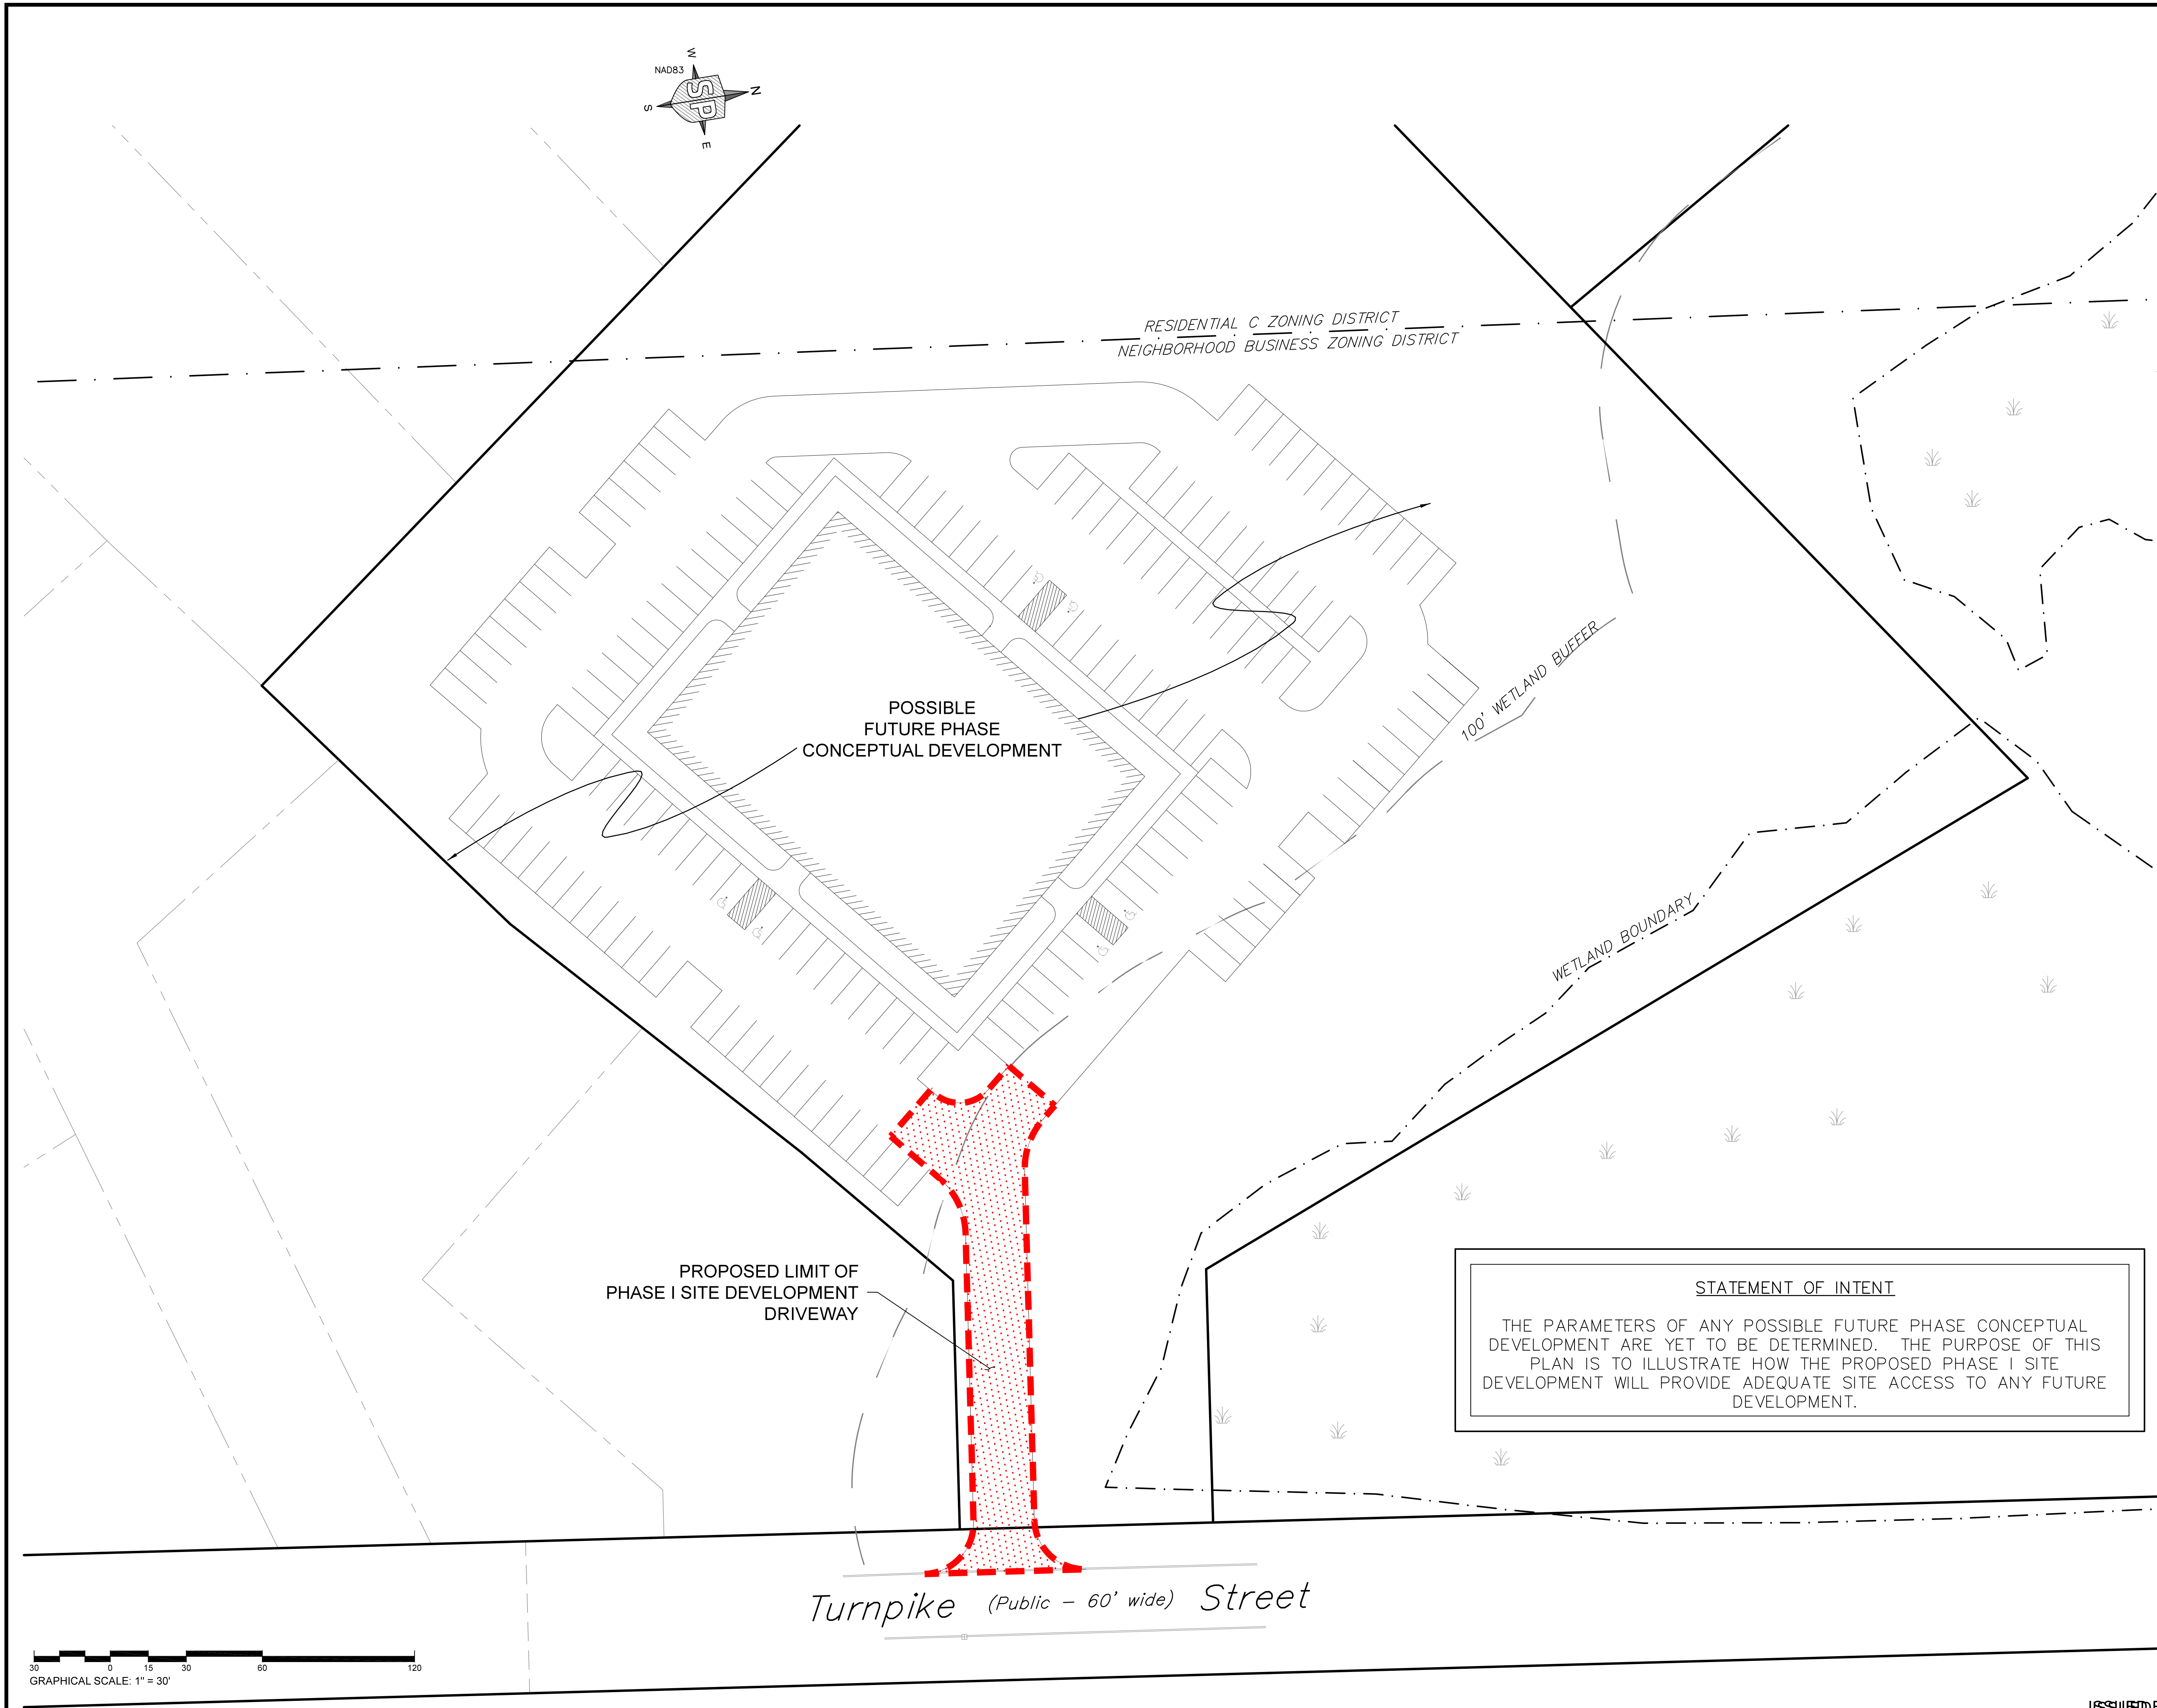 W
NAD83
N
SP
S
E
RESIDENTIAL C ZONING DISTRICT
NEIGHBORHOOD BUSINESS ZONING DISTRICT
100' WETLAND BUFFER
POSSIBLE
FUTURE PHASE
CONCEPTUAL DEVELOPMENT
WETLAND BOUNDARY
PROPOSED LIMIT OF
PHASE I SITE DEVELOPMENT
DRIVEWAY
STATEMENT OF INTENT
THE PARAMETERS OF ANY POSSIBLE FUTURE PHASE CONCEPTUAL
DEVELOPMENT ARE YET TO BE DETERMINED. THE PURPOSE OF THIS
PLAN IS TO ILLUSTRATE HOW THE PROPOSED PHASE I SITE
DEVELOPMENT WILL PROVIDE ADEQUATE SITE ACCESS TO ANY FUTURE
DEVELOPMENT.
Turnpike (Public - 60' wide) Street
30 0 15 30 60 120
GRAPHICAL SCALE: 1" = 30'